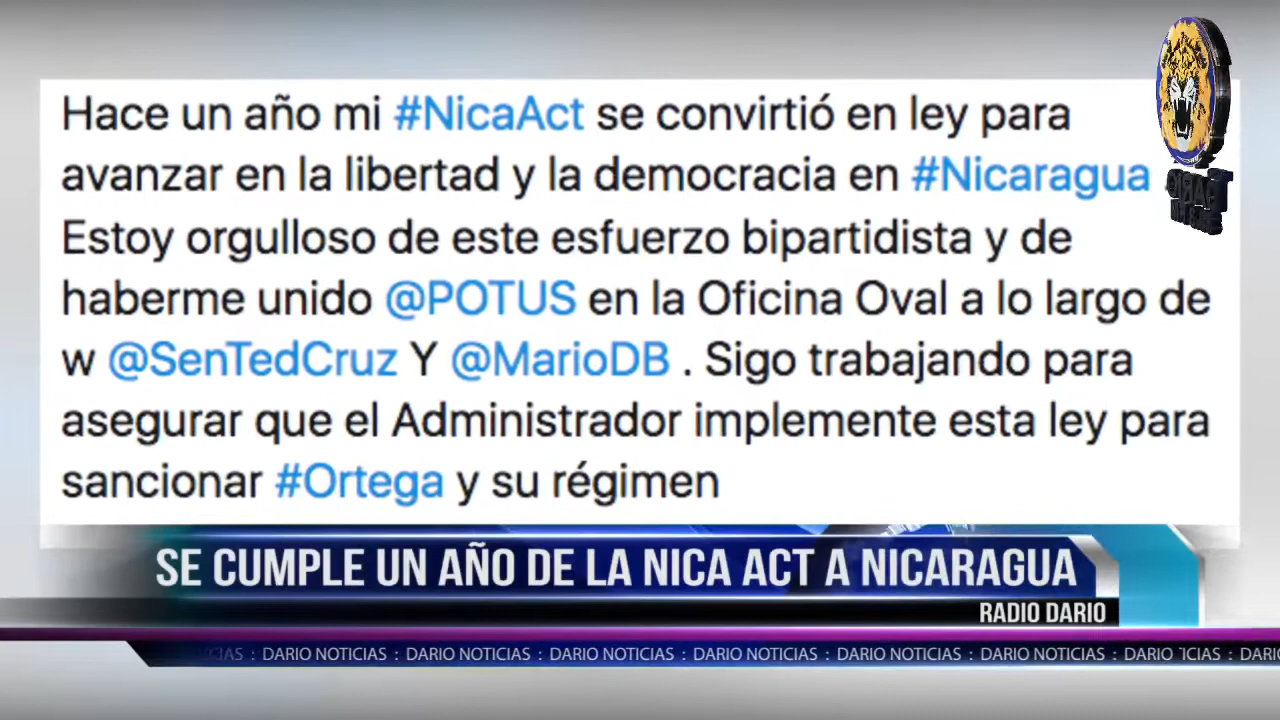 Hace un año mi #NicaAct se convirtió en ley para
avanzar en la libertad y la democracia en #Nicaragua
Estoy orgulloso de este esfuerzo bipartidista y de
haberme unido @POTUS en la Oficina Oval a lo largo de
w @SenTedCruz Y @MarioDB . Sigo trabajando para
asegurar que el Administrador implemente esta ley para
sancionar #Ortega y su régimen
SE CUMPLE UN AÑO DE LA NICA ACT A NICARAGUA
RADIO DARIO
CIAS : DARIO NOTICIAS : DARIO NOTICIAS : DARIO NOTICIAS : DARIO NOTICIAS : DARIO NOTICIAS : DARIO NOTICIAS : DARIO TCIAS : DARI